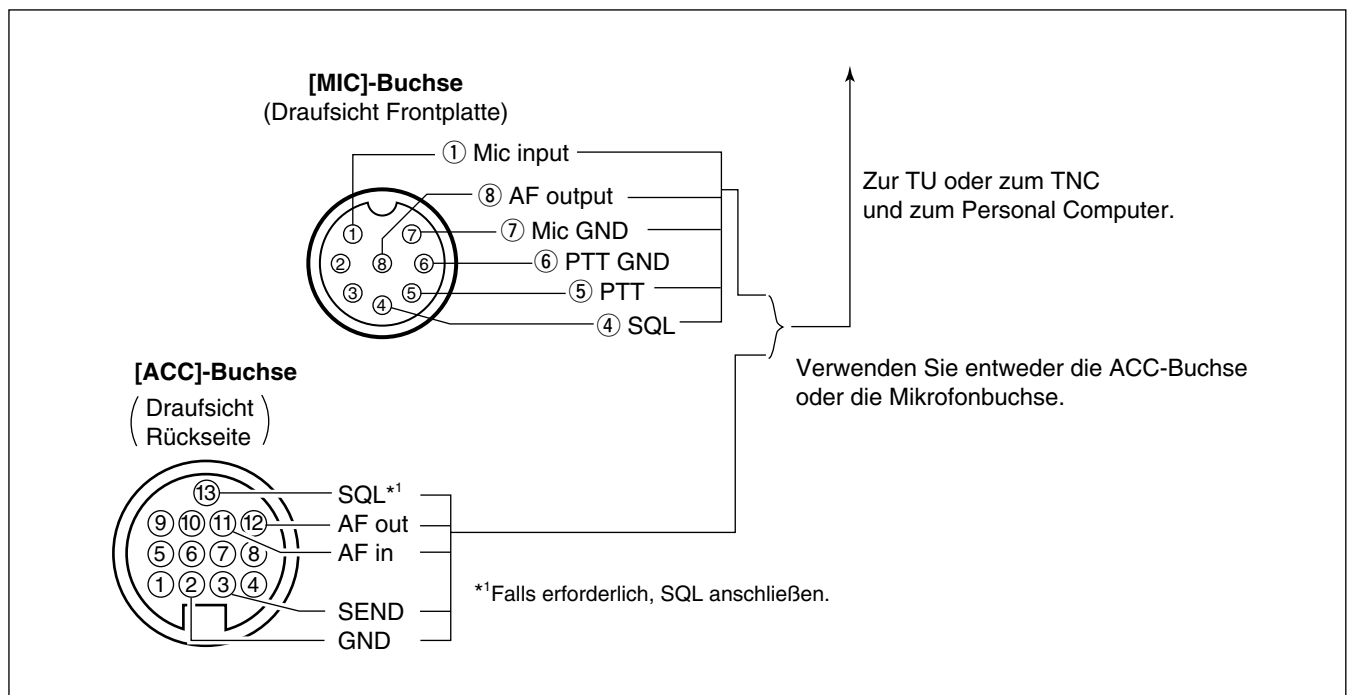 [MIC]-Buchse
(Draufsicht Frontplatte)
① Mic input
⑧ AF output
⑦ Mic GND
⑥ PTT GND
⑤ PTT
④ SQL
① ⑦
② ⑧ ⑥
③ ⑤
④
Zur TU oder zum TNC
und zum Personal Computer.
Verwenden Sie entweder die ACC-Buchse
oder die Mikrofonbuchse.
[ACC]-Buchse
(Draufsicht
Rückseite)
⑬
⑨ ⑩ ⑪ ⑫
⑤ ⑥ ⑦ ⑧
① ② ③ ④
SQL*¹
AF out
AF in
SEND
GND
*¹Falls erforderlich, SQL anschließen.